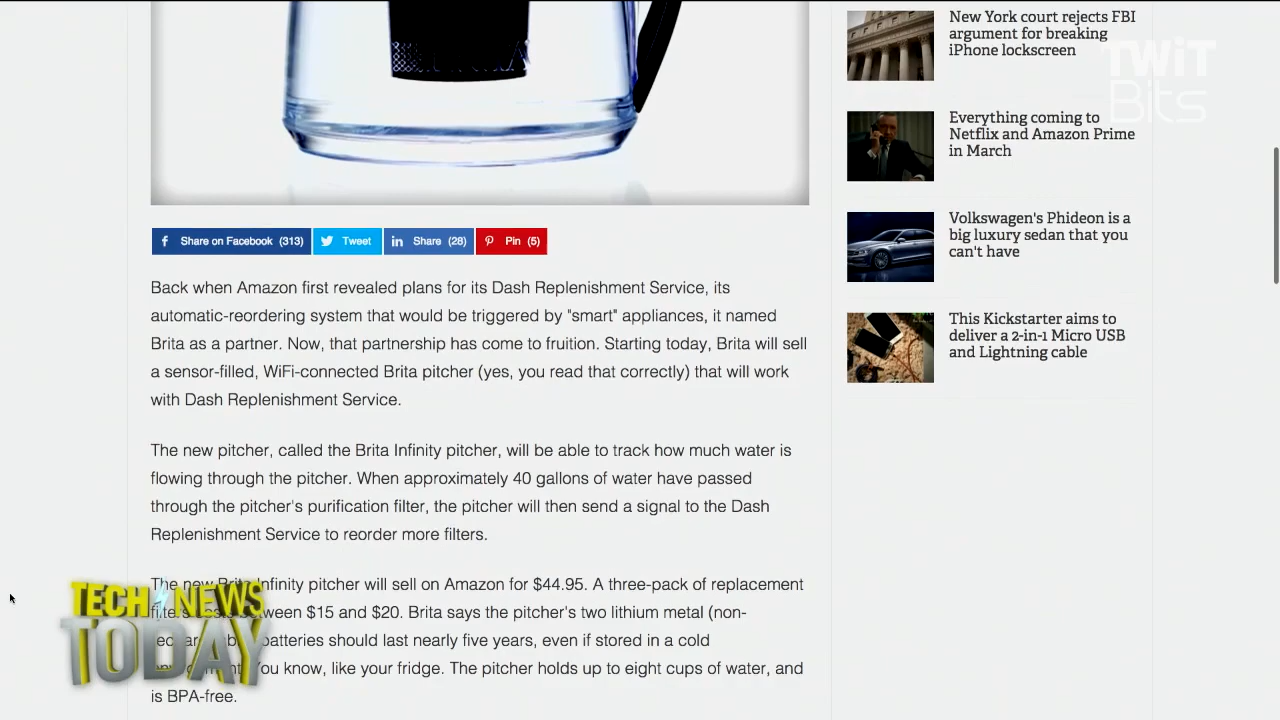 New York court rejects FBI
argument for breaking
iPhone lockscreen
TWiT
Bits
Everything coming to
Netflix and Amazon Prime
in March
Volkswagen's Phideon is a
big luxury sedan that you
can't have
This Kickstarter aims to
deliver a 2-in-1 Micro USB
and Lightning cable
Share on Facebook (313)
Tweet
in Share (28)
Pin (5)
Back when Amazon first revealed plans for its Dash Replenishment Service, its
automatic-reordering system that would be triggered by "smart" appliances, it named
Brita as a partner. Now, that partnership has come to fruition. Starting today, Brita will sell
a sensor-filled, WiFi-connected Brita pitcher (yes, you read that correctly) that will work
with Dash Replenishment Service.
The new pitcher, called the Brita Infinity pitcher, will be able to track how much water is
flowing through the pitcher. When approximately 40 gallons of water have passed
through the pitcher's purification filter, the pitcher will then send a signal to the Dash
Replenishment Service to reorder more filters.
The new Brita Infinity pitcher will sell on Amazon for $44.95. A three-pack of replacement
between $15 and $20. Brita says the pitcher's two lithium metal (non-
batteries should last nearly five years, even if stored in a cold
You know, like your fridge. The pitcher holds up to eight cups of water, and
is BPA-free.
TECH NEWS
TODAY